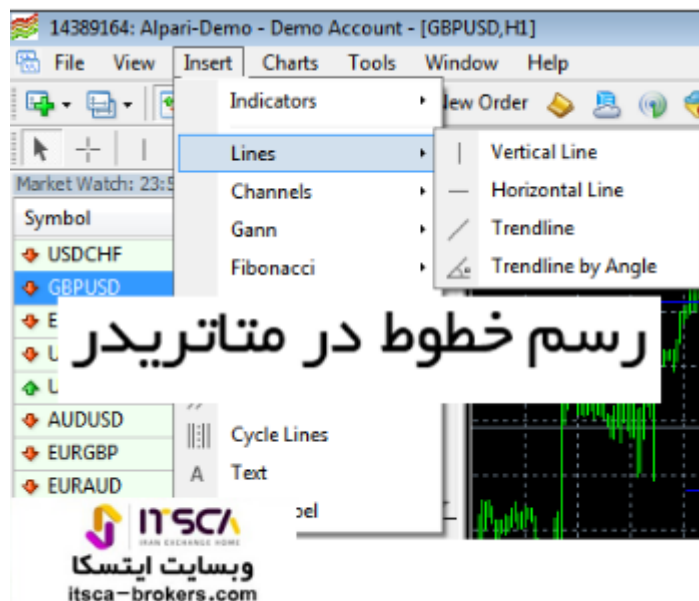 14389164: Alpari-Demo - Demo Account - [GBPUSD,H1]
File View Insert Charts Tools Window Help
Indicators
New Order
Lines
Vertical Line
Horizontal Line
Trendline
Trendline by Angle
Channels
Gann
Fibonacci
Market Watch: 23:5
Symbol
USDCHF
GBPUSD
E
U
U
AUDUSD
EURGBP
EURAUD
رسم خطوط در متاتریدر
Cycle Lines
A Text
bel
ITSCA
IRAN EXCHANGE HOME
وبسایت ایتسکا
itsca-brokers.com